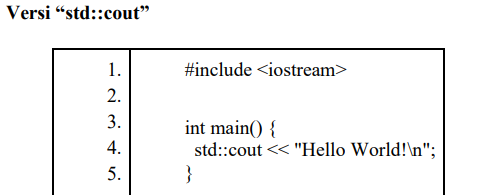 Versi “std::cout”
1. #include <iostream>
2.
3. int main() {
4. std::cout << "Hello World!\n";
5. }